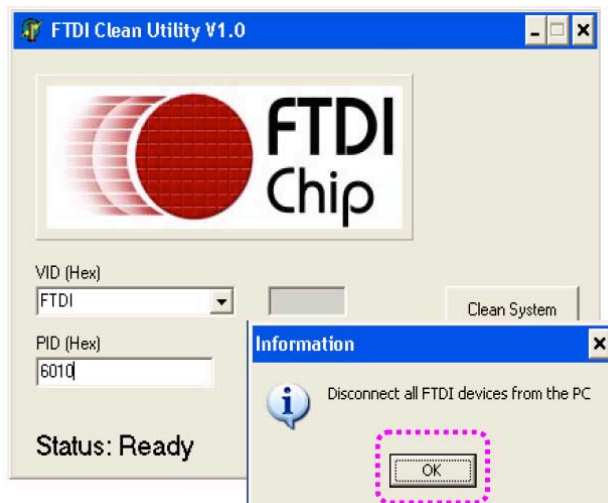 FTDI Clean Utility V1.0
FTDI
Chip
VID (Hex)
FTDI
Clean System
PID (Hex)
6010
Status: Ready
Information
Disconnect all FTDI devices from the PC
OK